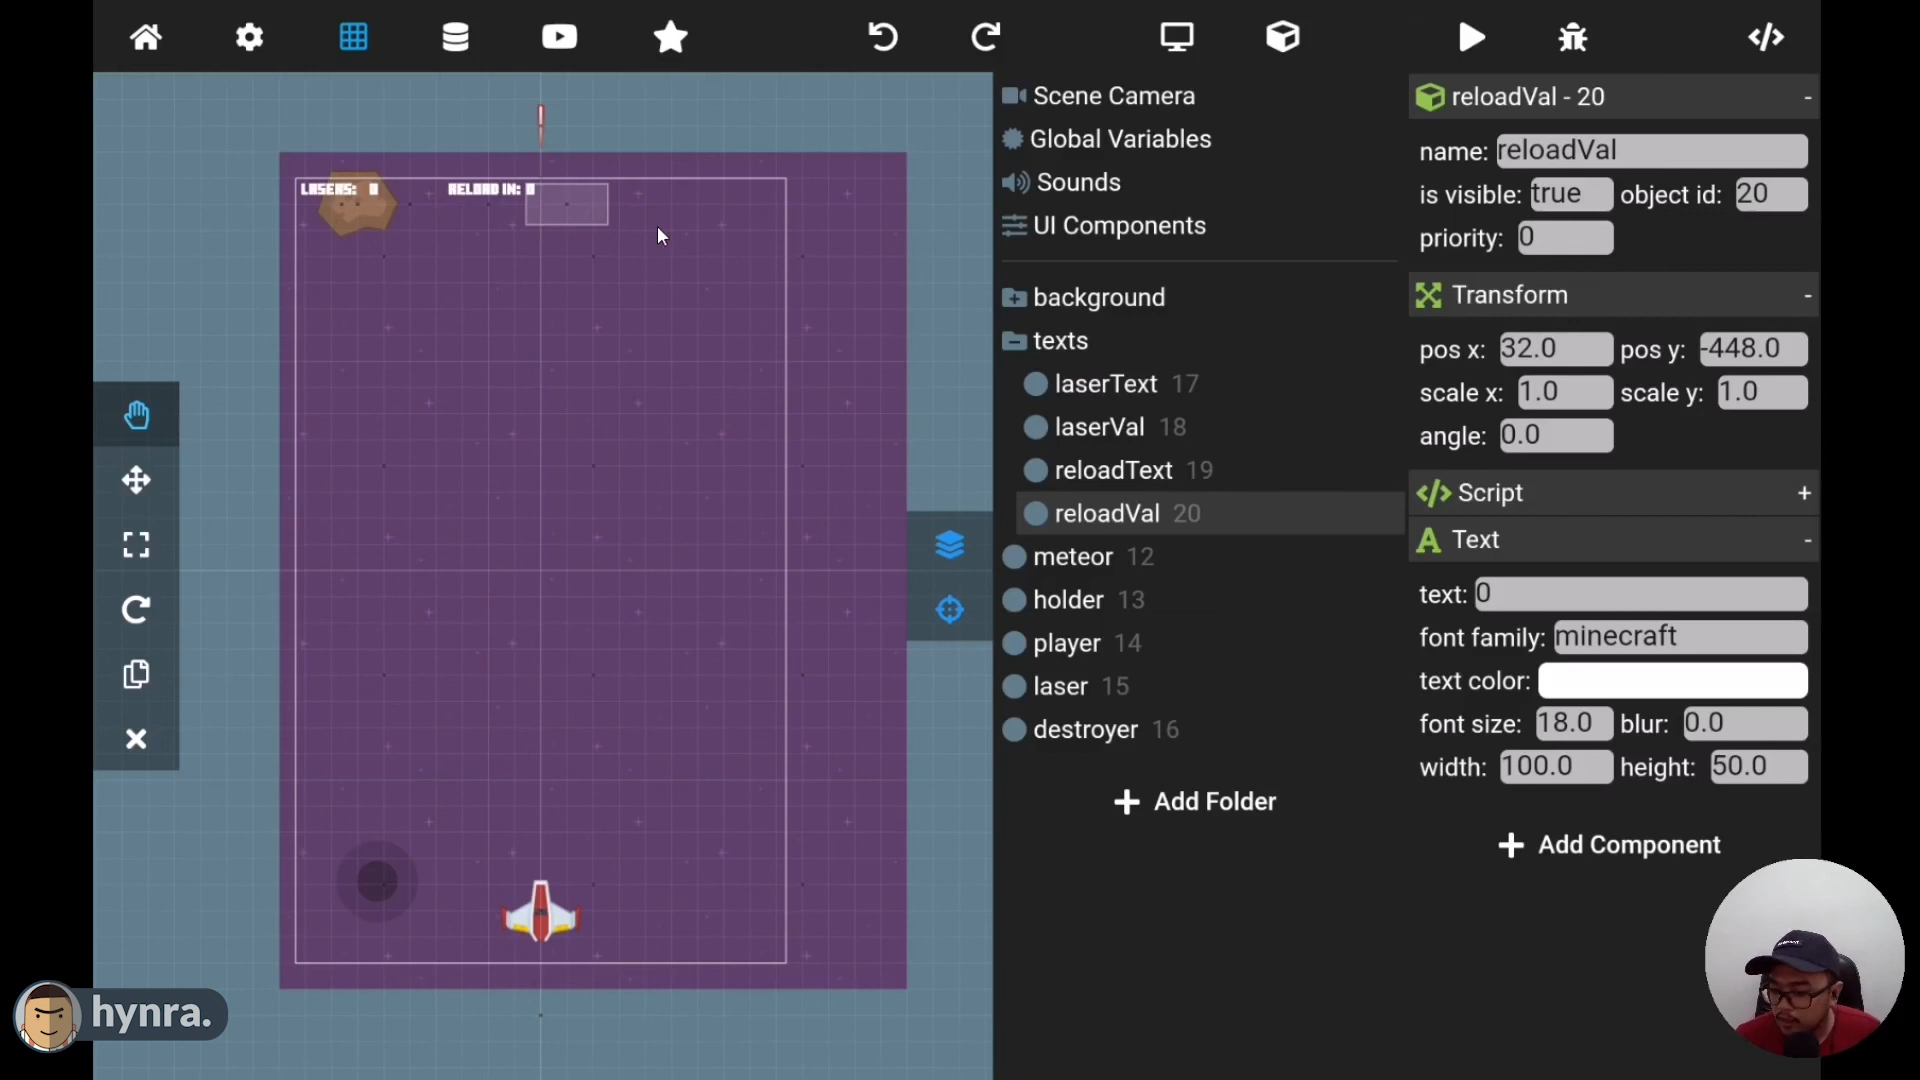 LASERS: 0
RELOAD IN: 0
Scene Camera
Global Variables
Sounds
UI Components
background
texts
laserText 17
laserVal 18
reloadText 19
reloadVal 20
meteor 12
holder 13
player 14
laser 15
destroyer 16
Add Folder
reloadVal - 20 -
name: reloadVal
is visible: true object id: 20
priority: 0
Transform -
pos x: 32.0 pos y: -448.0
scale x: 1.0 scale y: 1.0
angle: 0.0
Script +
Text -
text: 0
font family: minecraft
text color:
font size: 18.0 blur: 0.0
width: 100.0 height: 50.0
Add Component
hynra.